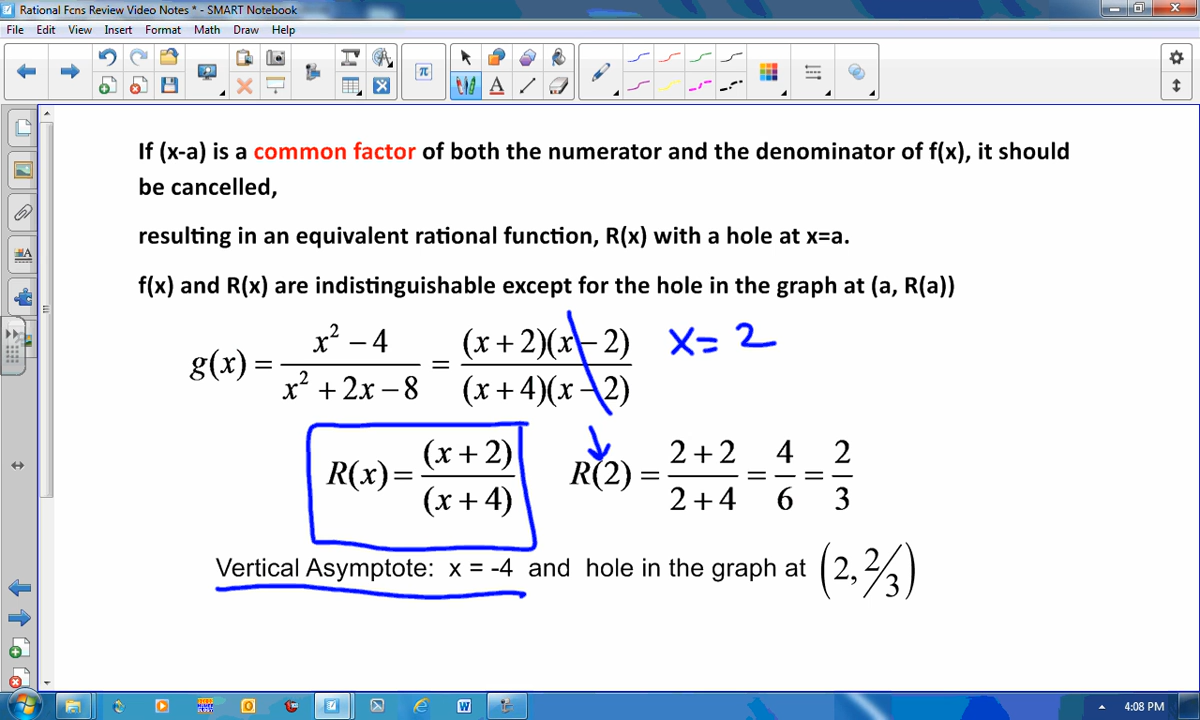 Rational Fcns Review Video Notes * - SMART Notebook
File Edit View Insert Format Math Draw Help
If (x-a) is a common factor of both the numerator and the denominator of f(x), it should
be cancelled,
resulting in an equivalent rational function, R(x) with a hole at x=a.
f(x) and R(x) are indistinguishable except for the hole in the graph at (a, R(a))
g(x) = (x² − 4)/(x² + 2x − 8) = (x + 2)(x − 2)/(x + 4)(x − 2) x = 2
R(x) = (x + 2)/(x + 4) R(2) = (2 + 2)/(2 + 4) = 4/6 = 2/3
Vertical Asymptote: x = -4 and hole in the graph at (2, 2/3)
4:08 PM